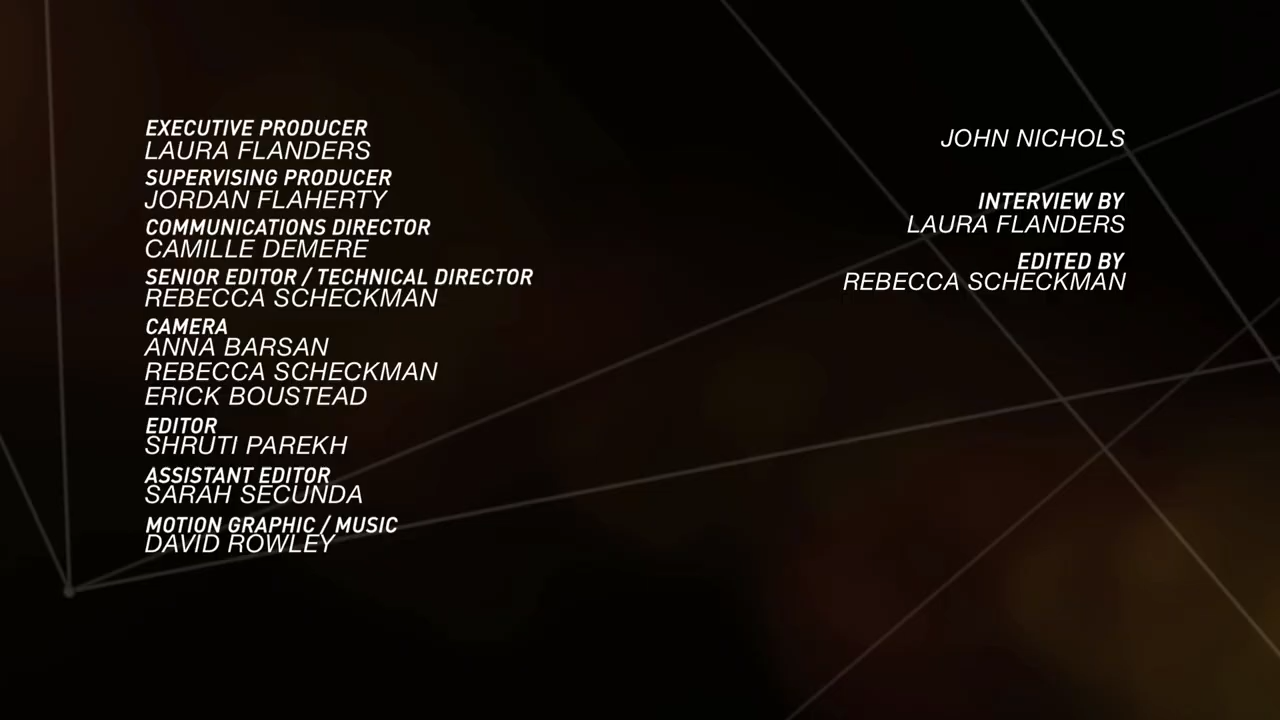 EXECUTIVE PRODUCER
LAURA FLANDERS
SUPERVISING PRODUCER
JORDAN FLAHERTY
COMMUNICATIONS DIRECTOR
CAMILLE DEMERE
SENIOR EDITOR / TECHNICAL DIRECTOR
REBECCA SCHECKMAN
CAMERA
ANNA BARSAN
REBECCA SCHECKMAN
ERICK BOUSTEAD
EDITOR
SHRUTI PAREKH
ASSISTANT EDITOR
SARAH SECUNDA
MOTION GRAPHIC / MUSIC
DAVID ROWLEY
JOHN NICHOLS
INTERVIEW BY
LAURA FLANDERS
EDITED BY
REBECCA SCHECKMAN